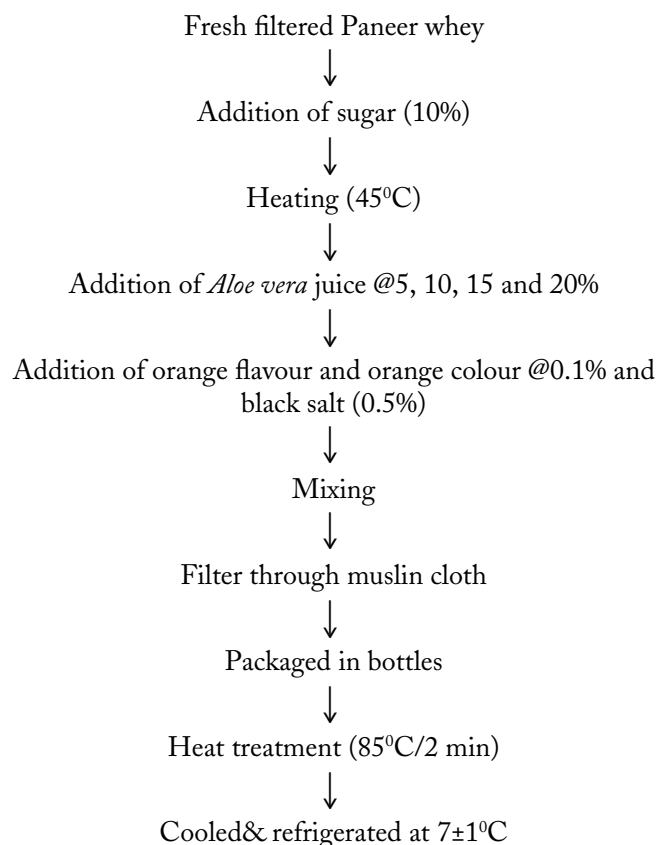 Fresh filtered Paneer whey
Addition of sugar (10%)
Heating (45⁰C)
Addition of Aloe vera juice @5, 10, 15 and 20%
Addition of orange flavour and orange colour @0.1% and
black salt (0.5%)
Mixing
Filter through muslin cloth
Packaged in bottles
Heat treatment (85⁰C/2 min)
Cooled& refrigerated at 7±1⁰C